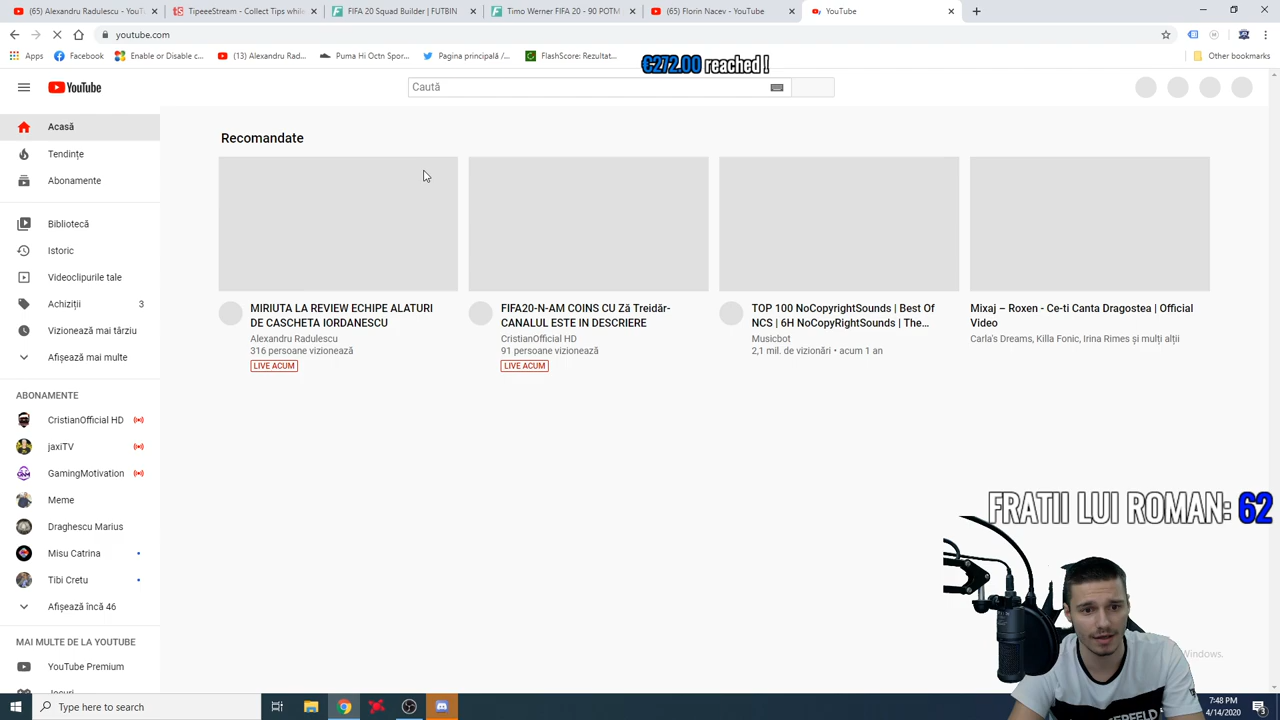 (65) Alexandru Radulescu - YouT
TipeeeStream - Collect Tips while
FIFA 20 Squad Builder | FUTBIN
Timo Werner FIFA 20 - 90 POTM
(65) Florin Nacev - YouTube
YouTube
youtube.com
Apps
Facebook
Enable or Disable c...
(13) Alexandru Rad...
Puma Hi Octn Spor...
Pagina principală /...
FlashScore: Rezultat...
Other bookmarks
€272.00 reached !
YouTube
Caută
Acasă
Tendințe
Abonamente
Bibliotecă
Istoric
Videoclipurile tale
Achiziții 3
Vizionează mai târziu
Afișează mai multe
ABONAMENTE
CristianOfficial HD
jaxiTV
GamingMotivation
Meme
Draghescu Marius
Misu Catrina
Tibi Cretu
Afișează încă 46
MAI MULTE DE LA YOUTUBE
YouTube Premium
Jocuri
Recomandate
MIRIUTA LA REVIEW ECHIPE ALATURI
DE CASCHETA IORDANESCU
Alexandru Radulescu
316 persoane vizionează
LIVE ACUM
FIFA20-N-AM COINS CU Ză Treidăr-
CANALUL ESTE IN DESCRIERE
CristianOfficial HD
91 persoane vizionează
LIVE ACUM
TOP 100 NoCopyrightSounds | Best Of
NCS | 6H NoCopyRightSounds | The...
Musicbot
2,1 mil. de vizionări • acum 1 an
Mixaj – Roxen - Ce-ti Canta Dragostea | Official
Video
Carla's Dreams, Killa Fonic, Irina Rimes și mulți alții
FRATII LUI ROMAN: 62
Windows.
Type here to search
7:48 PM
4/14/2020
3